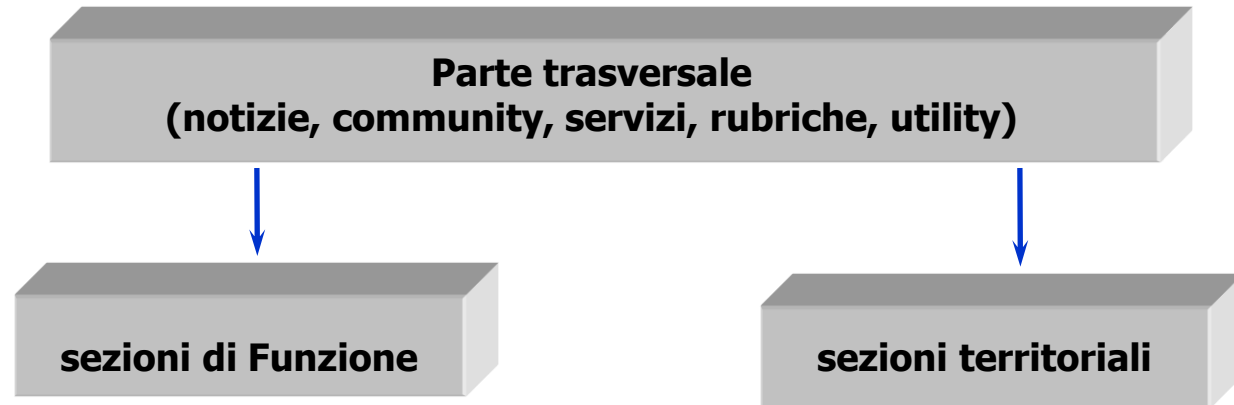 Parte trasversale
(notizie, community, servizi, rubriche, utility)
sezioni di Funzione
sezioni territoriali